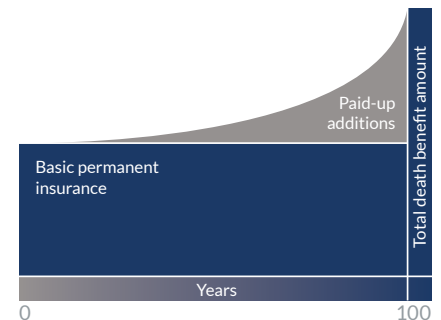 Paid-up
additions
Total death benefit amount
Basic permanent
insurance
Years
0
100